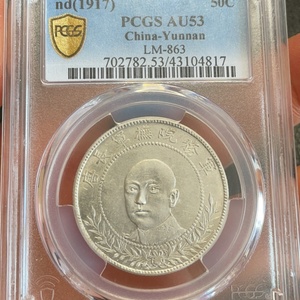 nd(1917) 50C
PCGS AU53
China-Yunnan
LM-863
702782.53/43104817
PCGS